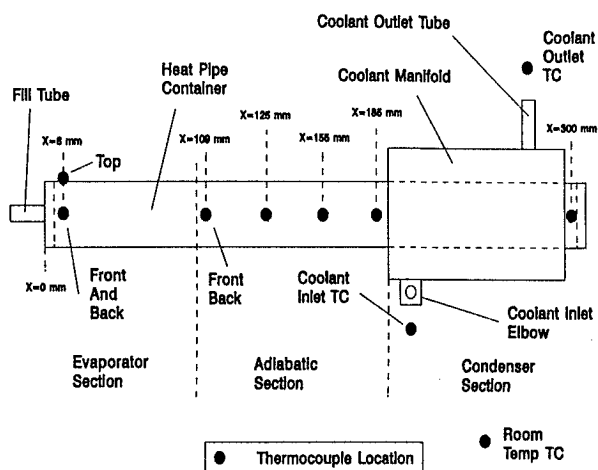 Coolant Outlet Tube
Coolant
Outlet
TC
Heat Pipe
Container
Coolant Manifold
Fill Tube
X=8 mm
X=109 mm
X=125 mm
X=155 mm
X=185 mm
X=300 mm
Top
Front
And
Back
Front
Back
Coolant
Inlet TC
X=0 mm
Coolant Inlet
Elbow
Evaporator
Section
Adiabatic
Section
Condenser
Section
Room
Temp TC
Thermocouple Location